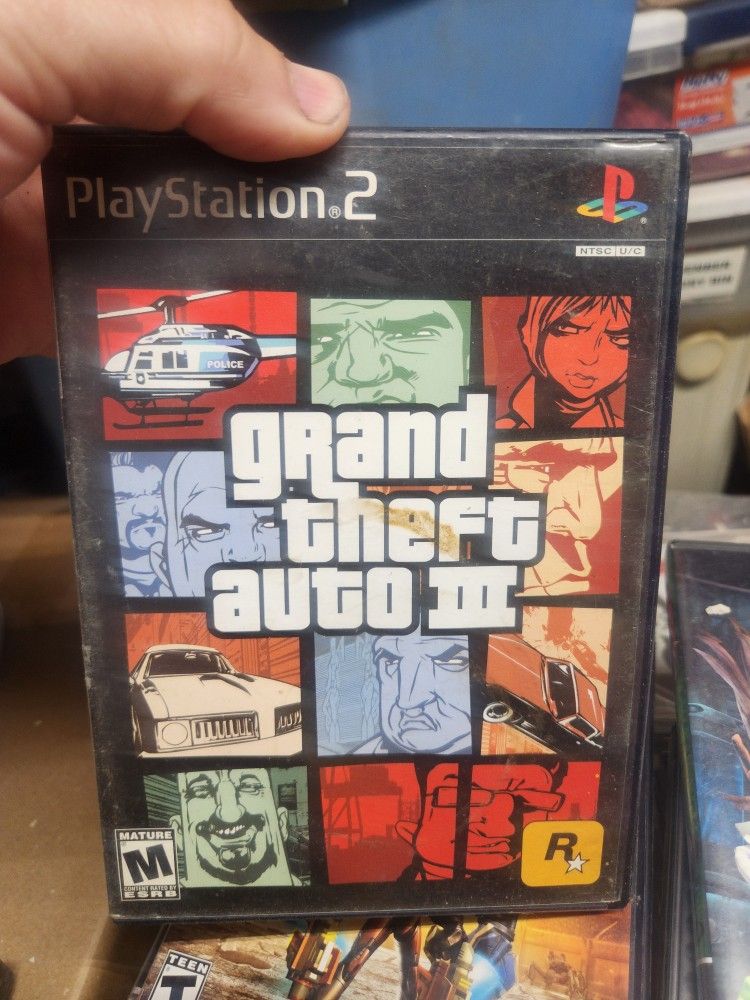 PlayStation®2
NTSC U/C
POLICE
grand
theft
auto III
MATURE
M
CONTENT RATED BY
ESRB
R
TEEN
T